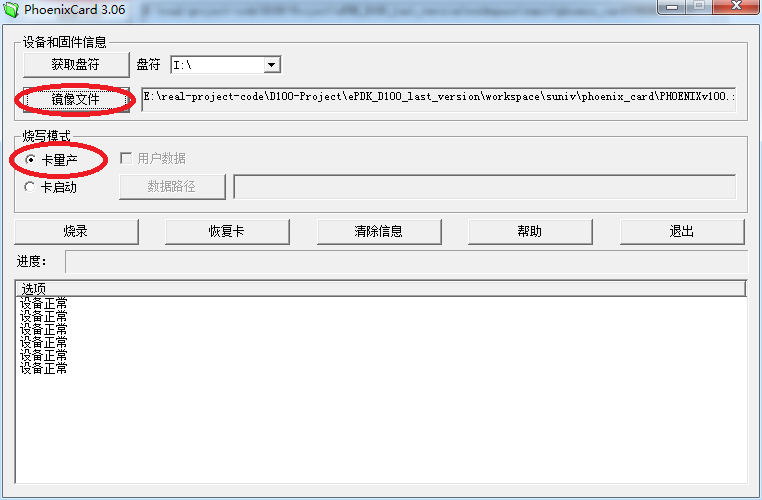 PhoenixCard 3.06
设备和固件信息
获取盘符 盘符 I:\
镜像文件 E:\real-project-code\D100-Project\ePDK_D100_last_version\workspace\suniv\phoenix_card\PHOENIXv100.:
烧写模式
卡量产 用户数据
卡启动 数据路径
烧录 恢复卡 清除信息 帮助 退出
进度:
选项
设备正常
设备正常
设备正常
设备正常
设备正常
设备正常